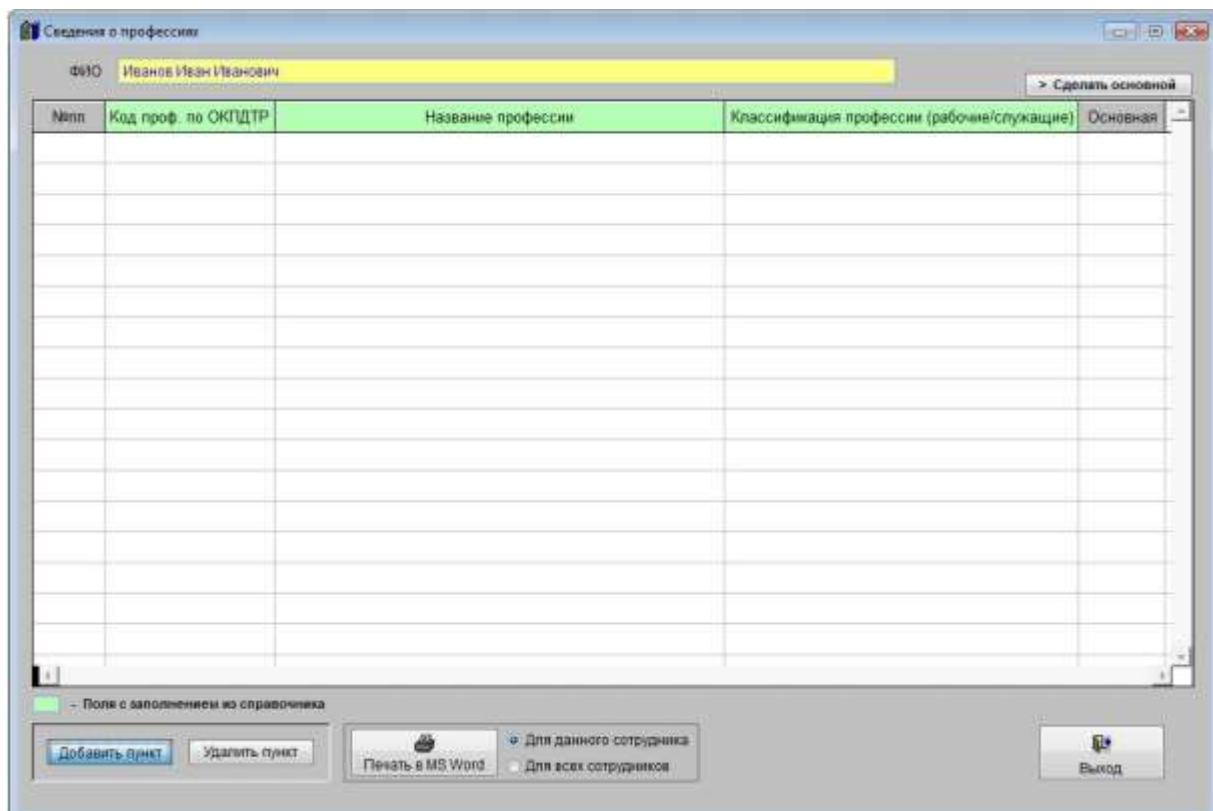 Сведения о профессиях
ФИО Иванов Иван Иванович
> Сделать основной
№пп Код проф. по ОКПДТР Название профессии Классификация профессии (рабочие/служащие) Основная
- Поля с заполнением из справочника
Добавить пункт Удалить пункт Печать в MS Word Для данного сотрудника
Для всех сотрудников
Выход